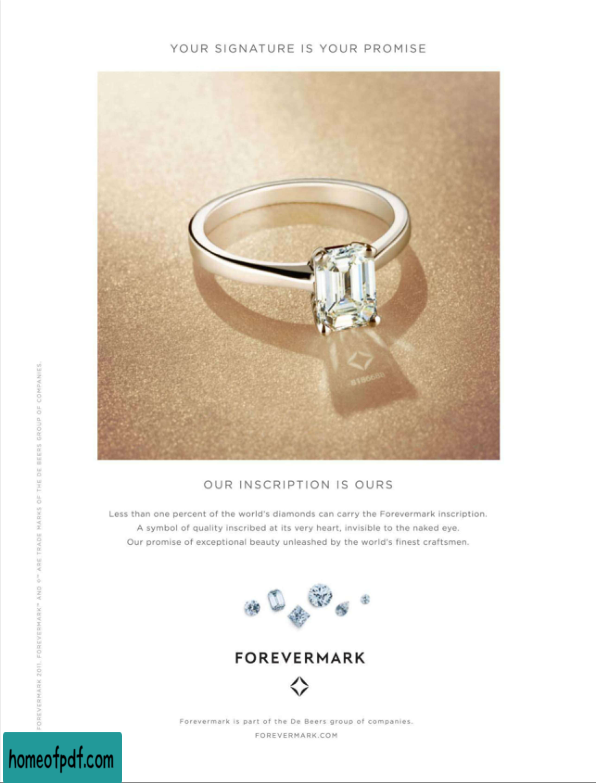 YOUR SIGNATURE IS YOUR PROMISE
OUR INSCRIPTION IS OURS
Less than one percent of the world's diamonds can carry the Forevermark inscription.
A symbol of quality inscribed at its very heart, invisible to the naked eye.
Our promise of exceptional beauty unleashed by the world's finest craftsmen.
FOREVERMARK
Forevermark is part of the De Beers group of companies.
FOREVERMARK.COM
FOREVERMARK 2011. FOREVERMARK™ AND ™ ARE TRADE MARKS OF THE DE BEERS GROUP OF COMPANIES.
homeofpdf.com